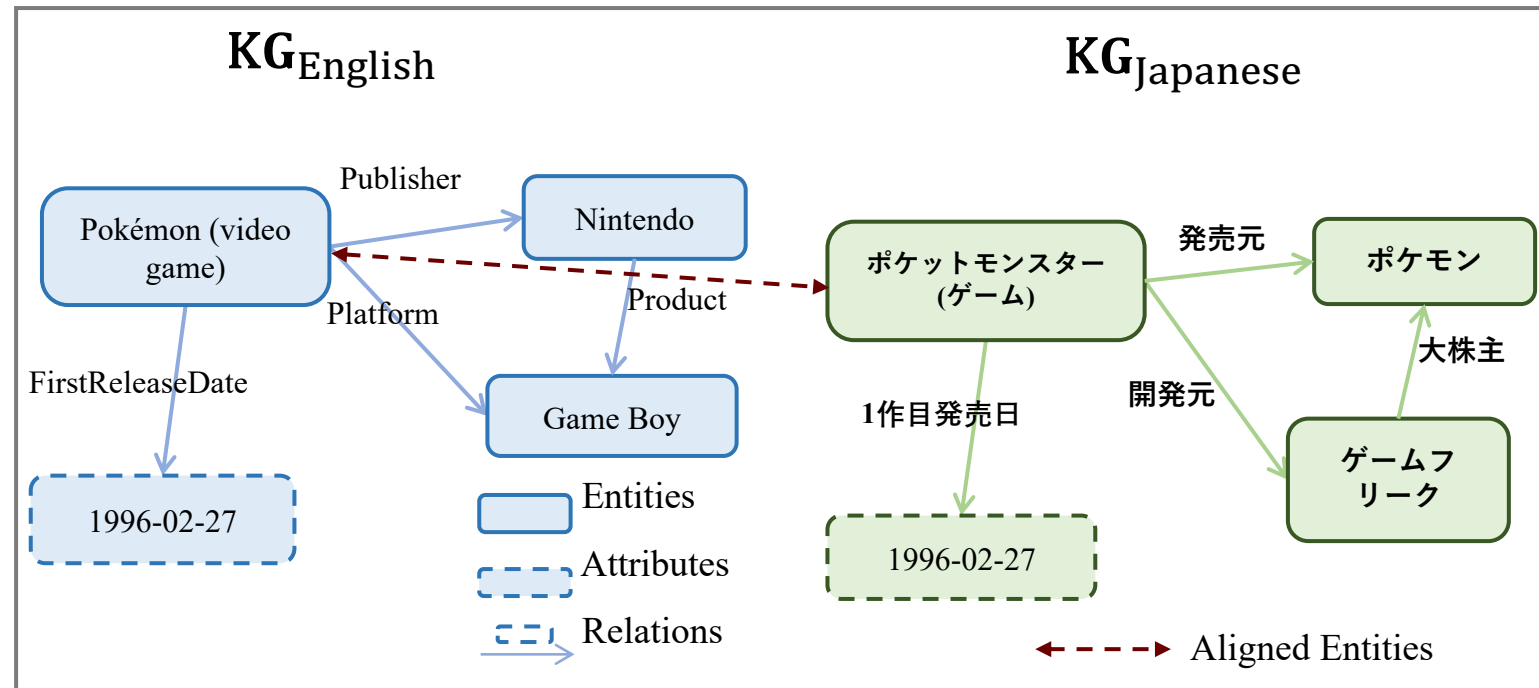 KG_English
KG_Japanese
Publisher
Nintendo
Pokémon (video
game)
Platform
Product
FirstReleaseDate
Game Boy
1996-02-27
発売元
ポケモン
ポケットモンスター
(ゲーム)
大株主
開発元
1作目発売日
ゲームフ
リーク
1996-02-27
Entities
Attributes
Relations
Aligned Entities